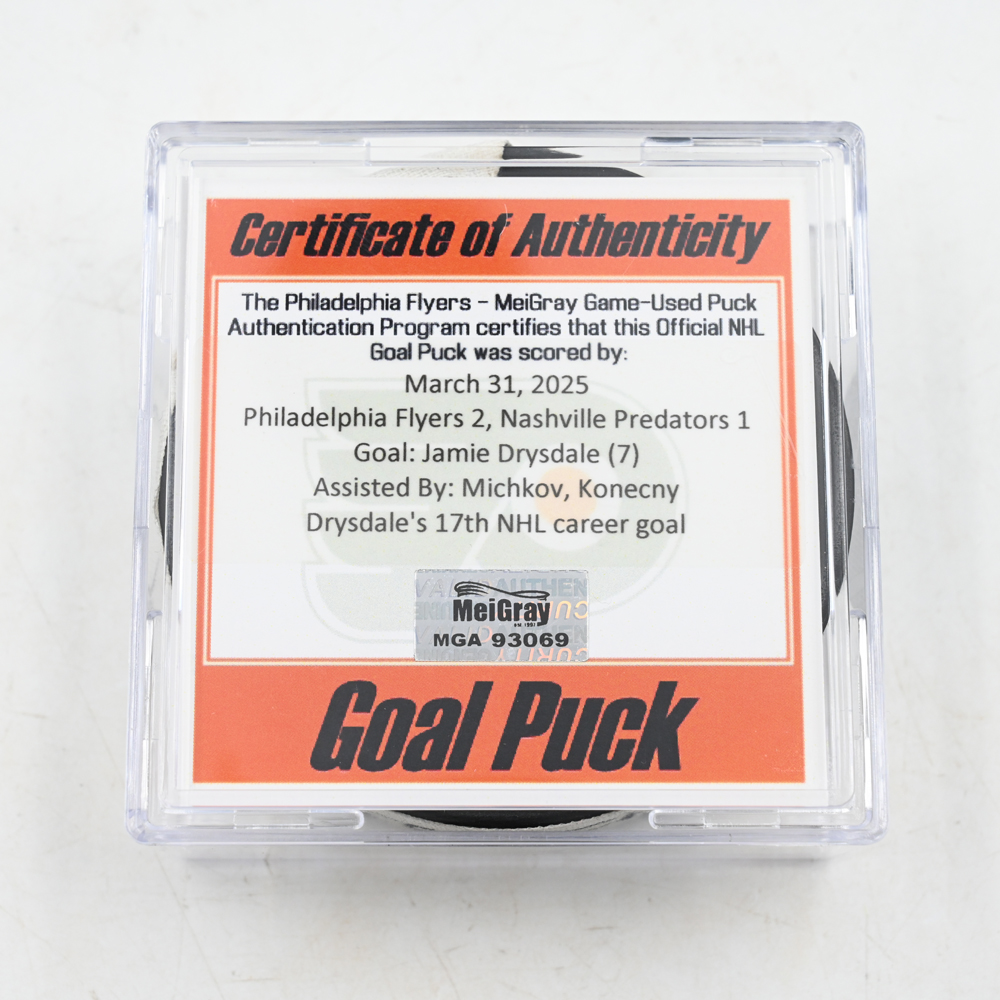 Certificate of Authenticity
The Philadelphia Flyers - MeiGray Game-Used Puck
Authentication Program certifies that this Official NHL
Goal Puck was scored by:
March 31, 2025
Philadelphia Flyers 2, Nashville Predators 1
Goal: Jamie Drysdale (7)
Assisted By: Michkov, Konecny
Drysdale's 17th NHL career goal
MeiGray
MGA 93069
Goal Puck